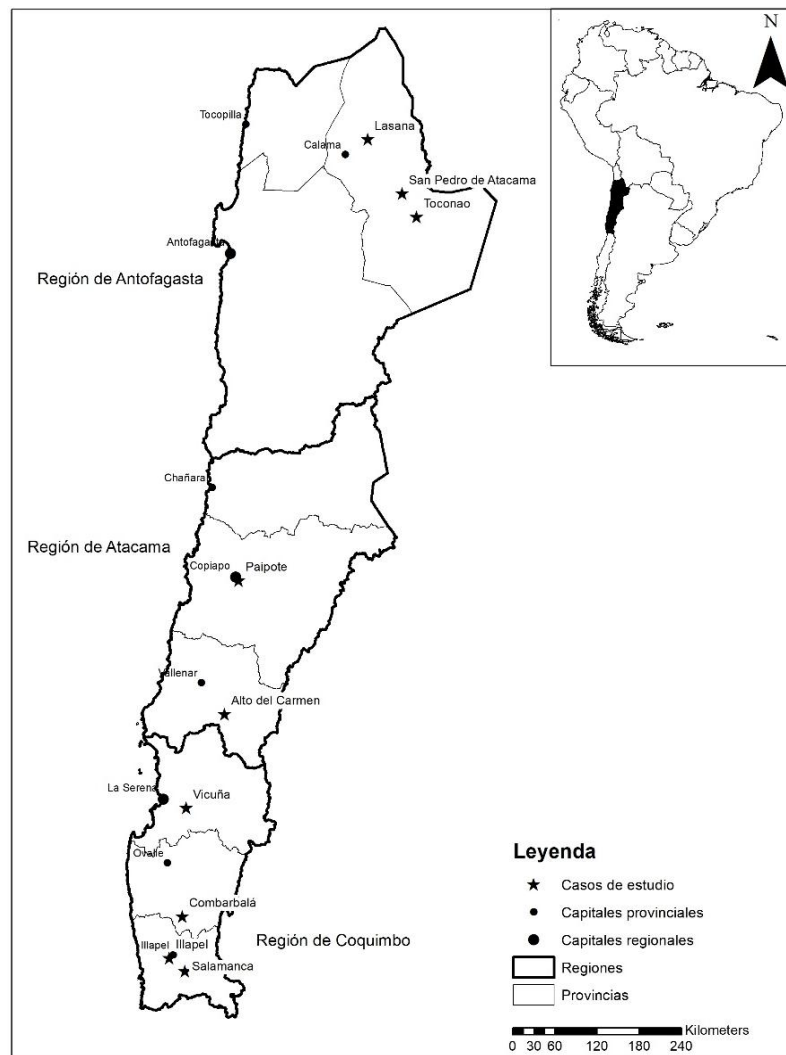 N
Tocopilla
Lasana
Calama
San Pedro de Atacama
Toconao
Antofagasta
Región de Antofagasta
Chañara
Región de Atacama
Copiapo
Paipote
Vallenar
Alto del Carmen
La Serena
Vicuña
Ovalle
Combarbalá
Illapel
Illapel
Región de Coquimbo
Salamanca
Leyenda
Casos de estudio
Capitales provinciales
Capitales regionales
Regiones
Provincias
Kilometers
0 30 60 120 180 240